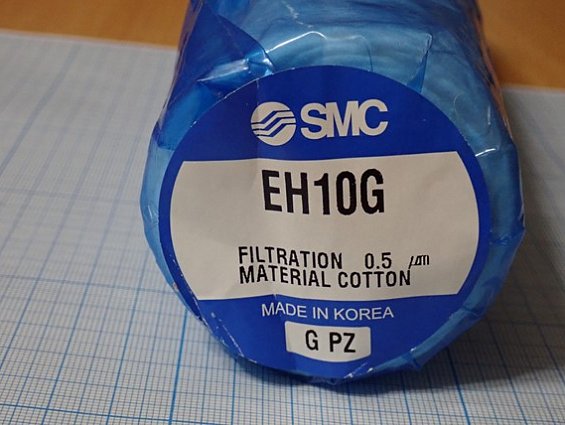 SMC
EH10G
FILTRATION 0.5 μm
MATERIAL COTTON
MADE IN KOREA
G PZ